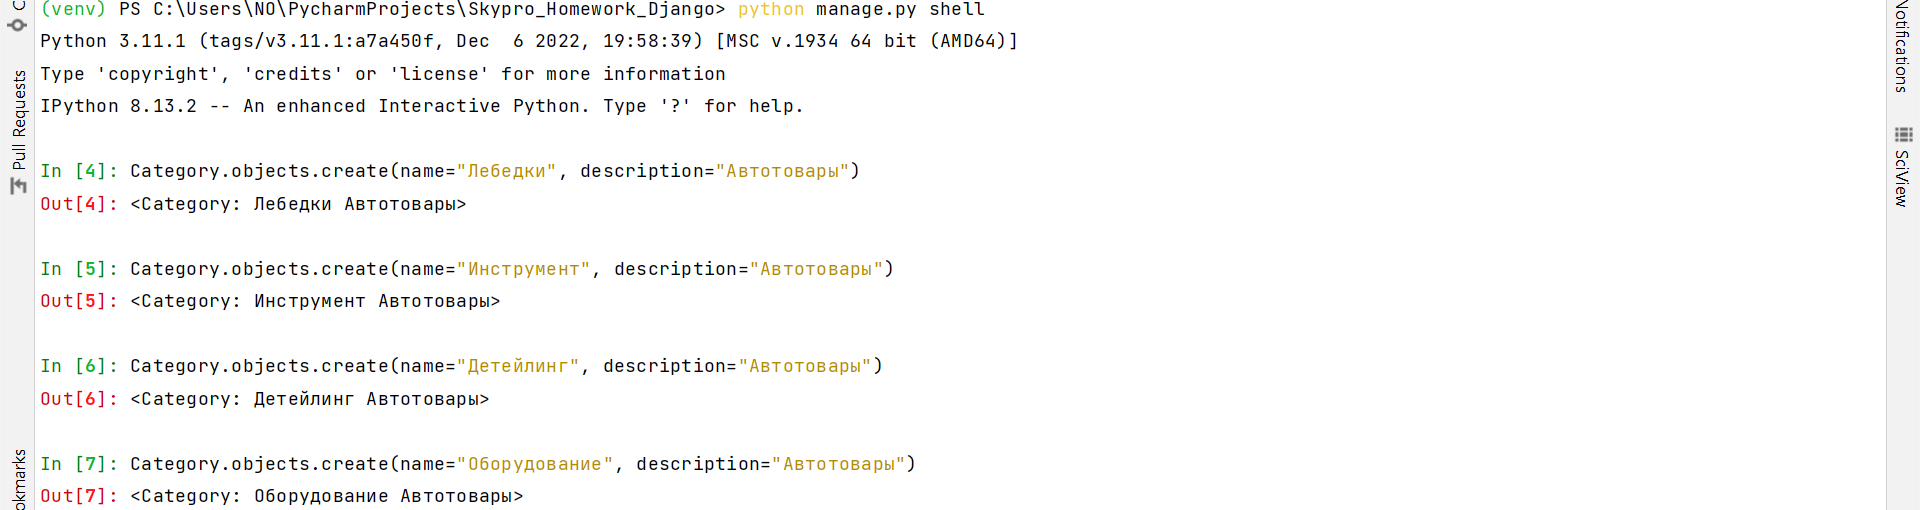 (venv) PS C:\Users\NO\PycharmProjects\Skypro_Homework_Django> python manage.py shell
Python 3.11.1 (tags/v3.11.1:a7a450f, Dec  6 2022, 19:58:39) [MSC v.1934 64 bit (AMD64)]
Type 'copyright', 'credits' or 'license' for more information
IPython 8.13.2 -- An enhanced Interactive Python. Type '?' for help.
In [4]: Category.objects.create(name="Лебедки", description="Автотовары")
Out[4]: <Category: Лебедки Автотовары>
In [5]: Category.objects.create(name="Инструмент", description="Автотовары")
Out[5]: <Category: Инструмент Автотовары>
In [6]: Category.objects.create(name="Детейлинг", description="Автотовары")
Out[6]: <Category: Детейлинг Автотовары>
In [7]: Category.objects.create(name="Оборудование", description="Автотовары")
Out[7]: <Category: Оборудование Автотовары>
Pull Requests
okmarks
Notifications
SciView